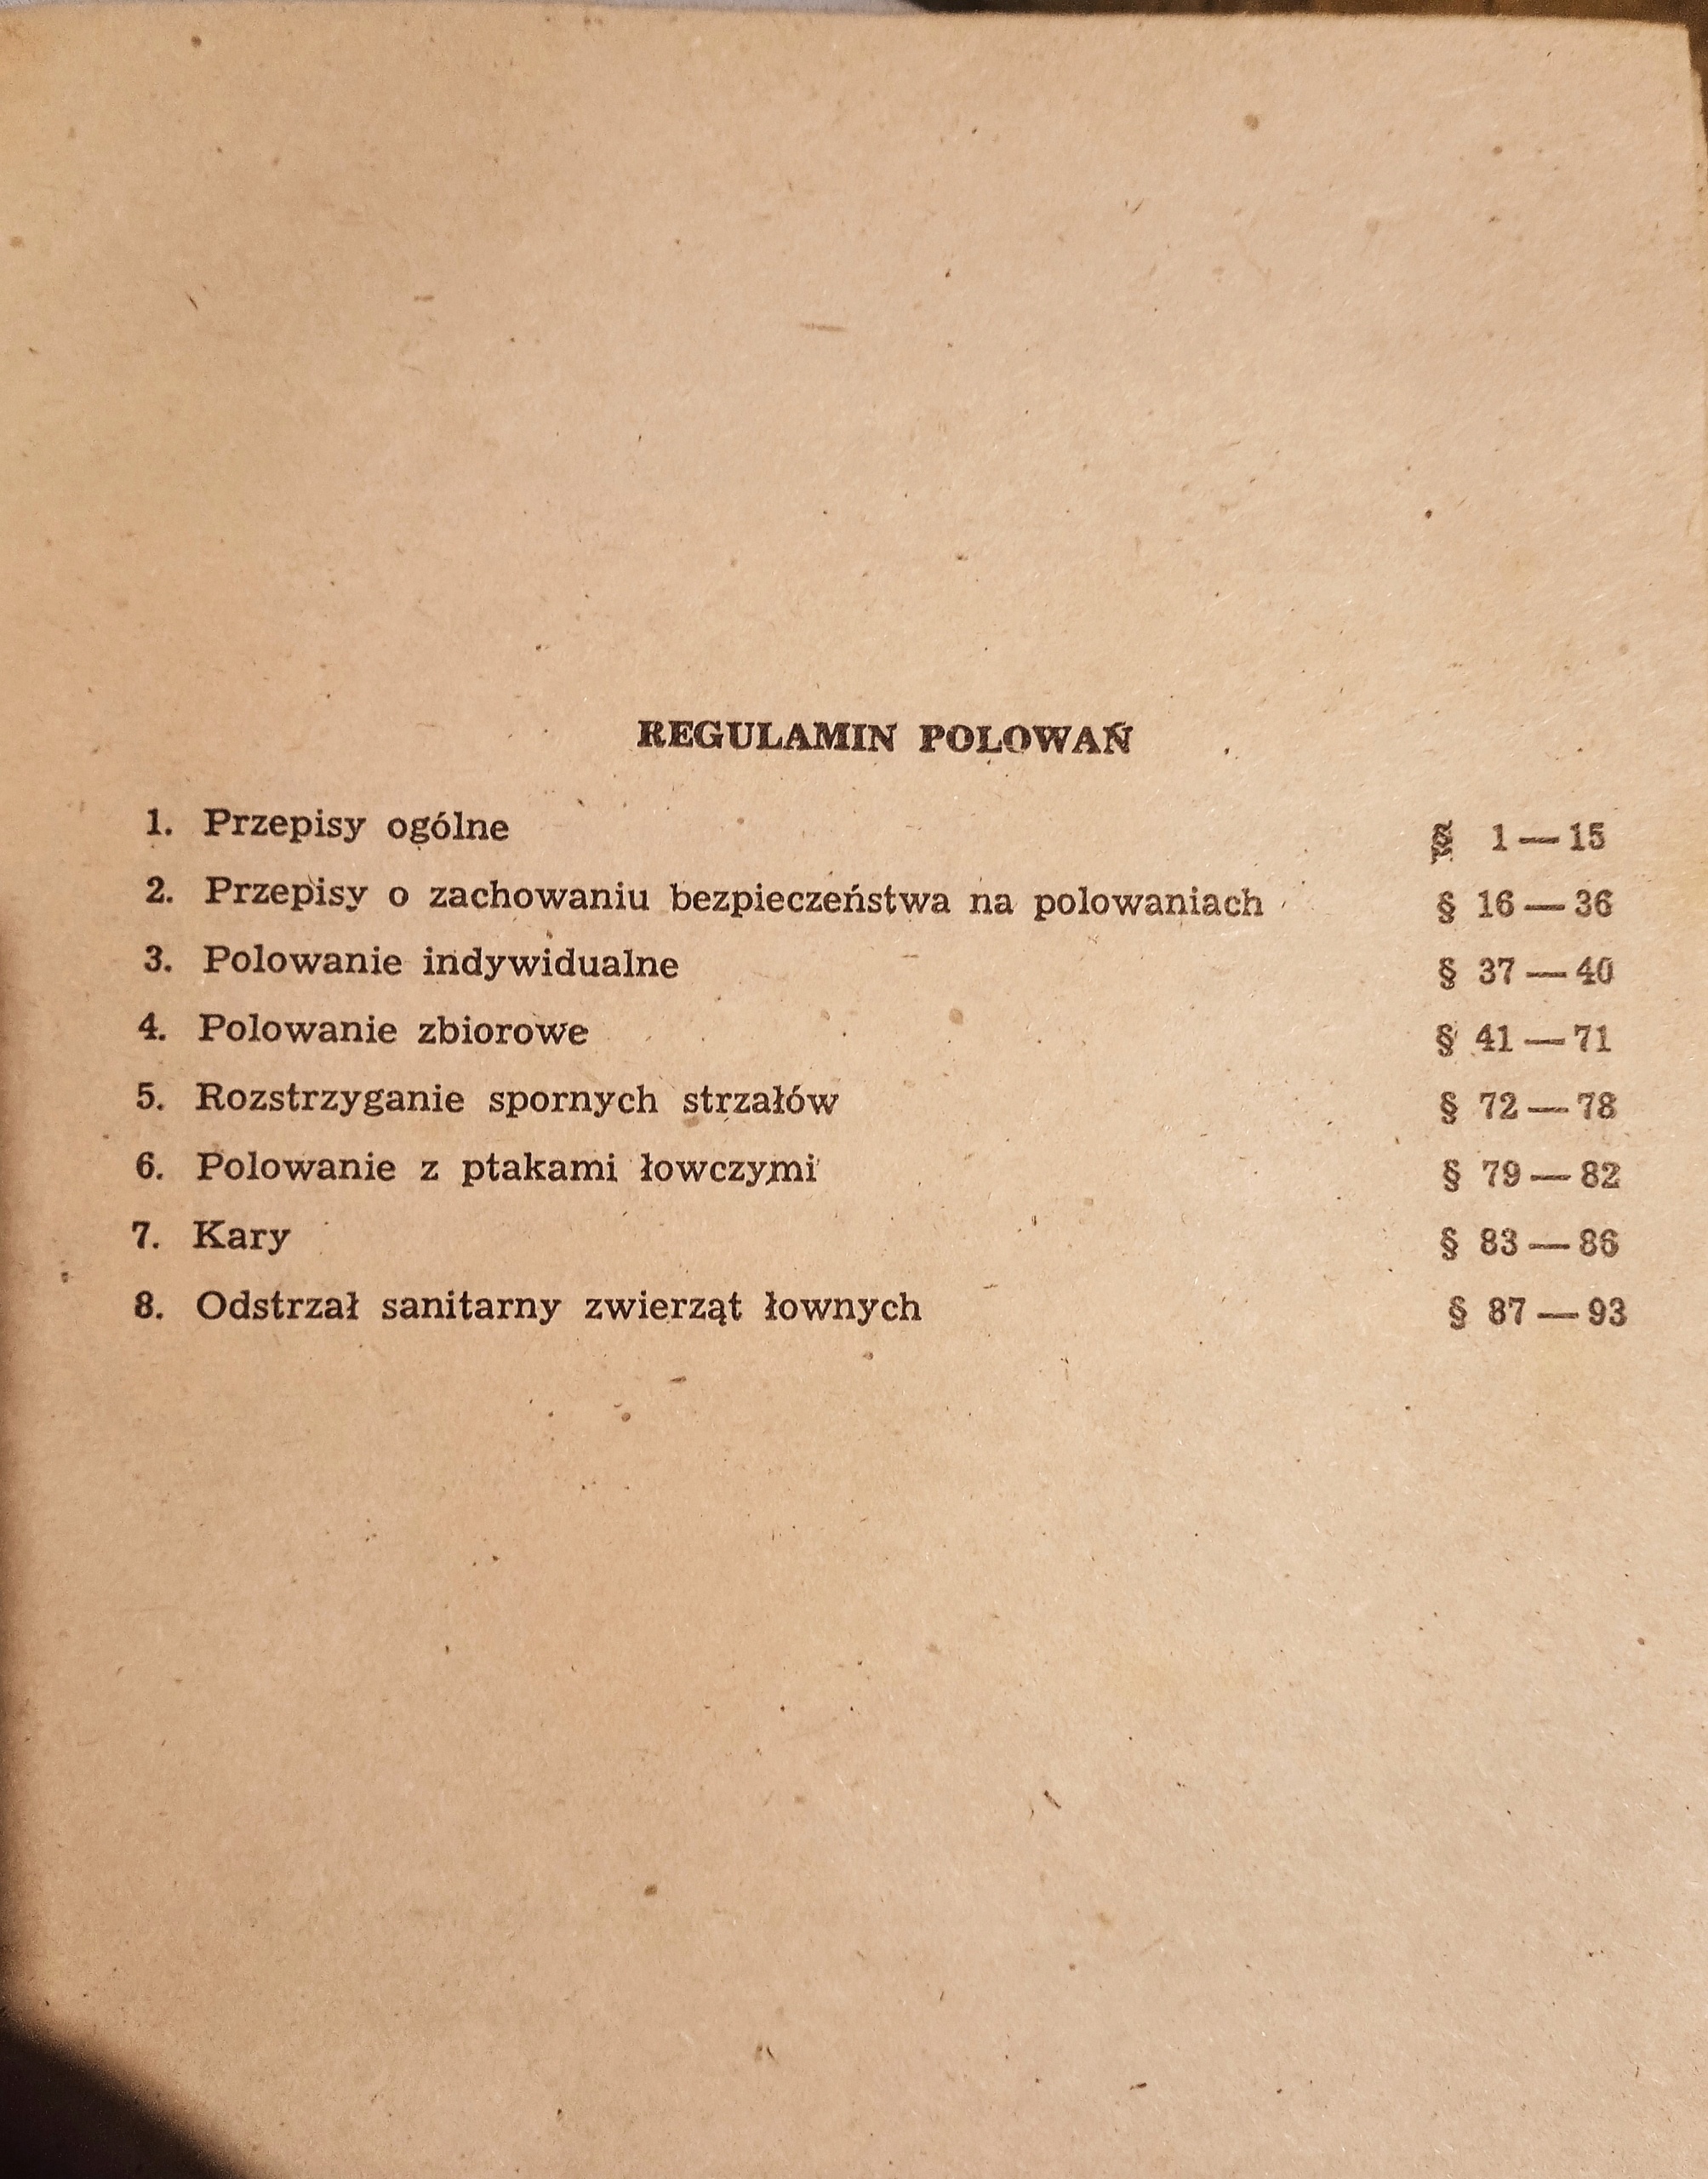 REGULAMIN POLOWAŃ
1. Przepisy ogólne § 1 — 15
2. Przepisy o zachowaniu bezpieczeństwa na polowaniach § 16 — 36
3. Polowanie indywidualne § 37 — 40
4. Polowanie zbiorowe § 41 — 71
5. Rozstrzyganie spornych strzałów § 72 — 78
6. Polowanie z ptakami łowczymi § 79 — 82
7. Kary § 83 — 86
8. Odstrzał sanitarny zwierząt łownych § 87 — 93